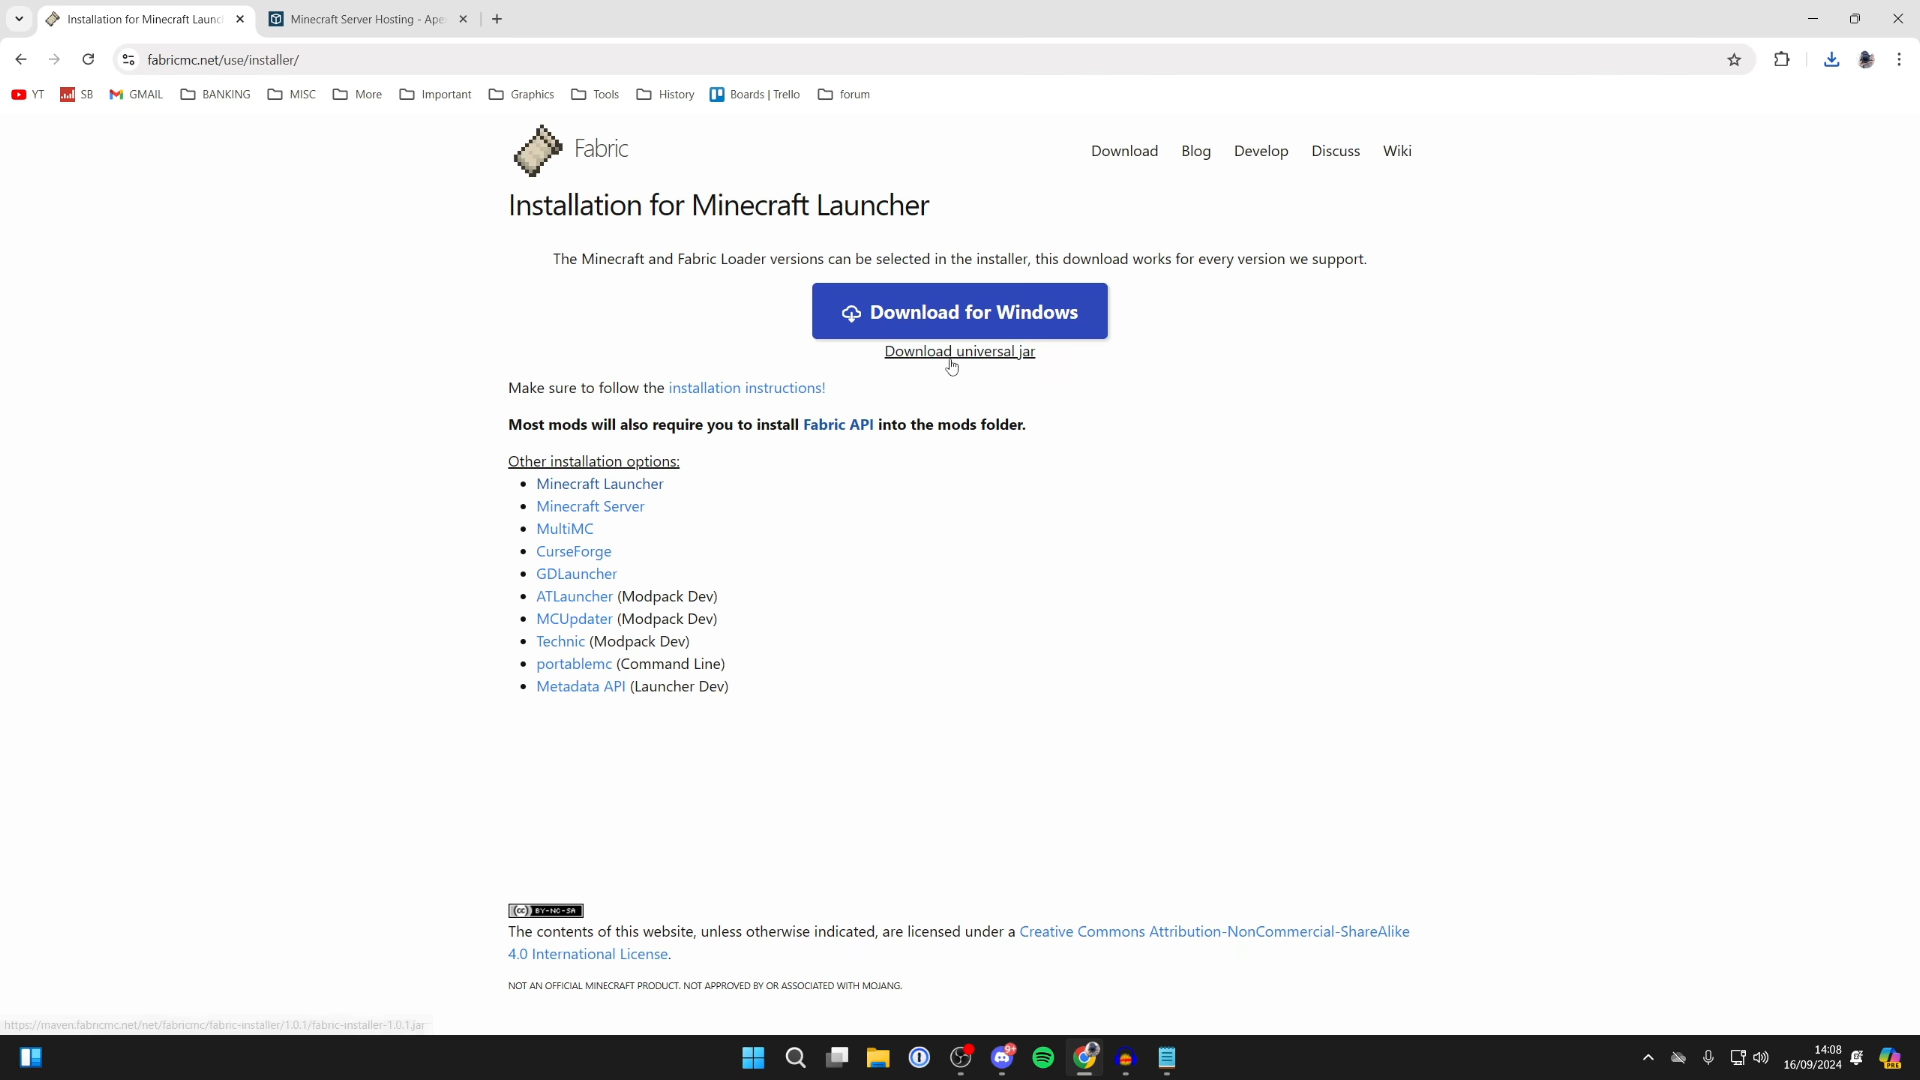 Installation for Minecraft Launc
Minecraft Server Hosting - Ape
fabricmc.net/use/installer/
YT
SB
GMAIL
BANKING
MISC
More
Important
Graphics
Tools
History
Boards | Trello
forum
Fabric
Download
Blog
Develop
Discuss
Wiki
Installation for Minecraft Launcher
The Minecraft and Fabric Loader versions can be selected in the installer, this download works for every version we support.
Download for Windows
Download universal jar
Make sure to follow the installation instructions!
Most mods will also require you to install Fabric API into the mods folder.
Other installation options:
Minecraft Launcher
Minecraft Server
MultiMC
CurseForge
GDLauncher
ATLauncher (Modpack Dev)
MCUpdater (Modpack Dev)
Technic (Modpack Dev)
portablemc (Command Line)
Metadata API (Launcher Dev)
(cc) BY-NC-SA
The contents of this website, unless otherwise indicated, are licensed under a Creative Commons Attribution-NonCommercial-ShareAlike
4.0 International License.
NOT AN OFFICIAL MINECRAFT PRODUCT. NOT APPROVED BY OR ASSOCIATED WITH MOJANG.
https://maven.fabricmc.net/net/fabricmc/fabric-installer/1.0.1/fabric-installer-1.0.1.jar
9+
14:08
16/09/2024
PRE